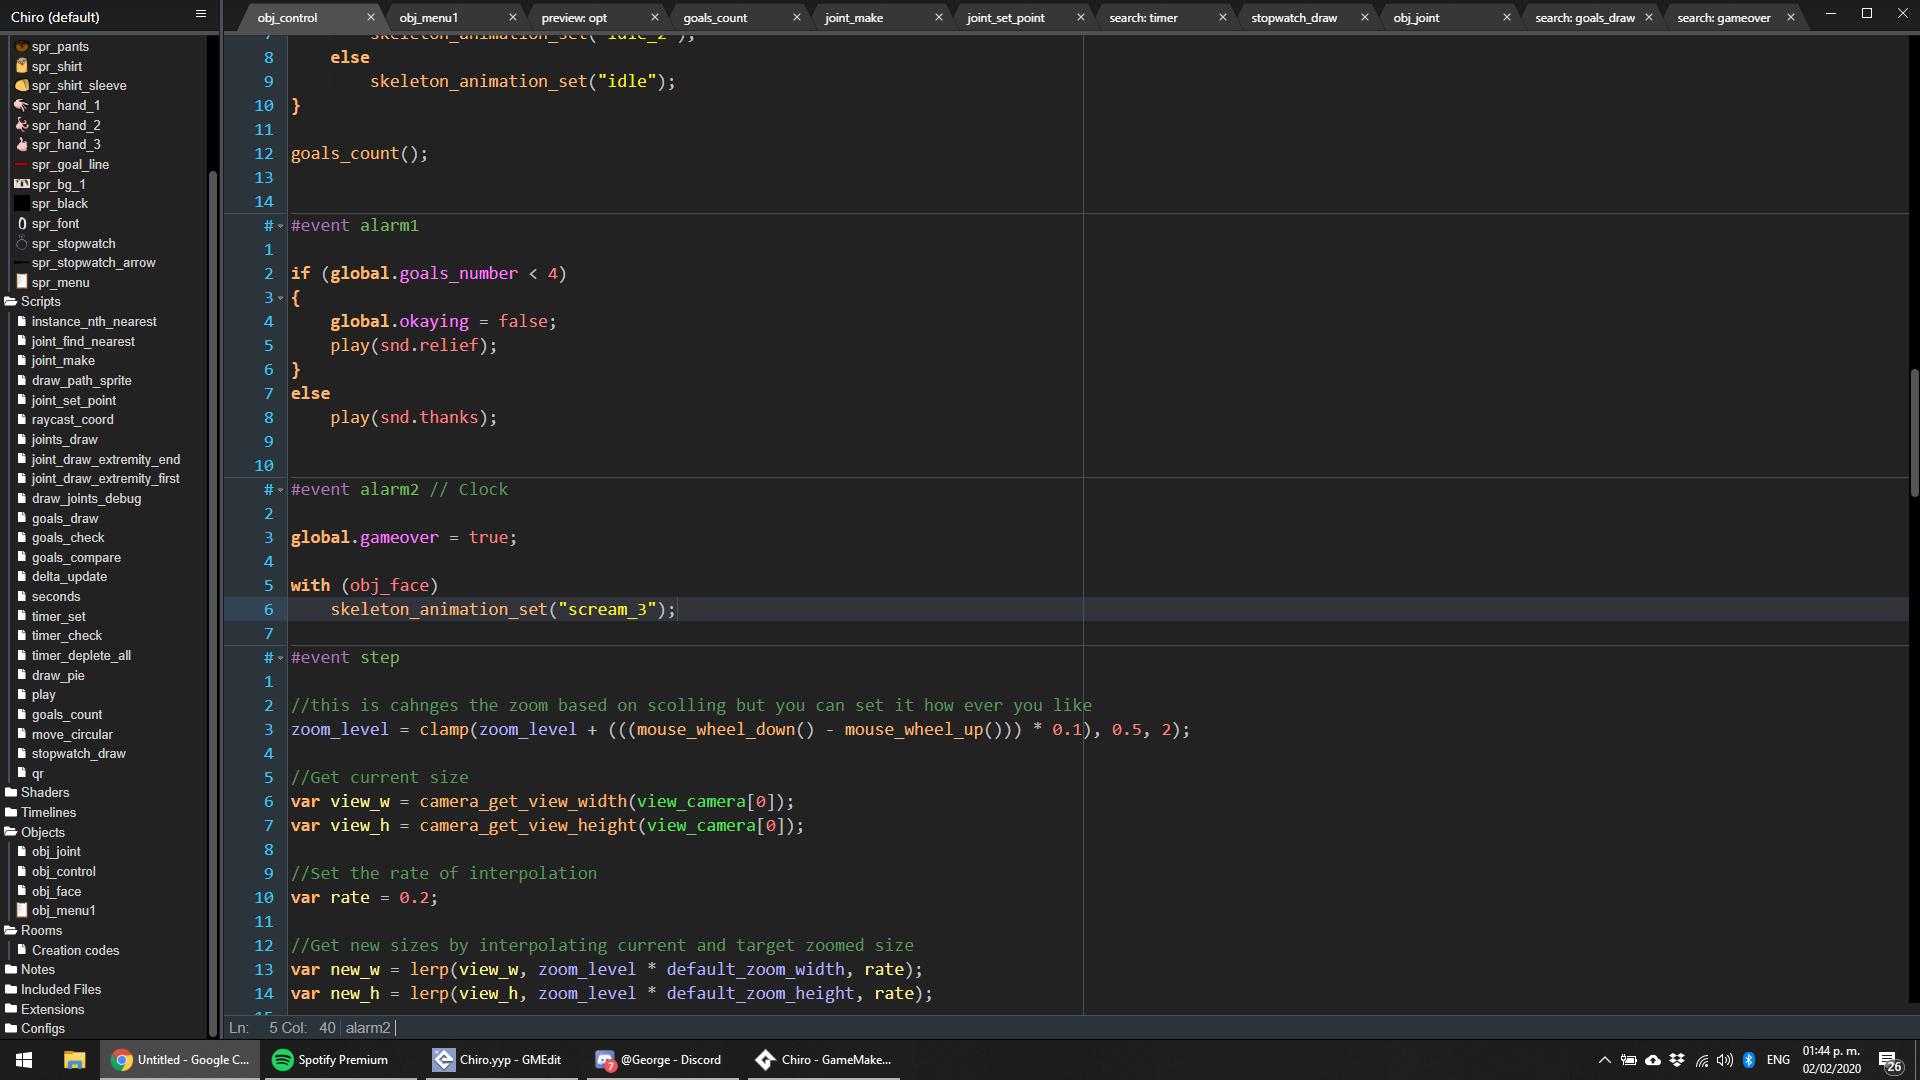 Chiro (default)
obj_control
obj_menu1
preview: opt
goals_count
joint_make
joint_set_point
search: timer
stopwatch_draw
obj_joint
search: goals_draw
search: gameover
spr_pants
spr_shirt
spr_shirt_sleeve
spr_hand_1
spr_hand_2
spr_hand_3
spr_goal_line
spr_bg_1
spr_black
spr_font
spr_stopwatch
spr_stopwatch_arrow
spr_menu
Scripts
instance_nth_nearest
joint_find_nearest
joint_make
draw_path_sprite
joint_set_point
raycast_coord
joints_draw
joint_draw_extremity_end
joint_draw_extremity_first
draw_joints_debug
goals_draw
goals_check
goals_compare
delta_update
seconds
timer_set
timer_check
timer_deplete_all
draw_pie
play
goals_count
move_circular
stopwatch_draw
qr
Shaders
Timelines
Objects
obj_joint
obj_control
obj_face
obj_menu1
Rooms
Creation codes
Notes
Included Files
Extensions
Configs
7 skeleton_animation_set("idle_2");
8 else
9 skeleton_animation_set("idle");
10 }
11
12 goals_count();
13
14
# #event alarm1
1
2 if (global.goals_number < 4)
3 {
4 global.okaying = false;
5 play(snd.relief);
6 }
7 else
8 play(snd.thanks);
9
10
# #event alarm2 // Clock
2
3 global.gameover = true;
4
5 with (obj_face)
6 skeleton_animation_set("scream_3");
7
# #event step
1
2 //this is cahnges the zoom based on scolling but you can set it how ever you like
3 zoom_level = clamp(zoom_level + (((mouse_wheel_down() - mouse_wheel_up())) * 0.1), 0.5, 2);
4
5 //Get current size
6 var view_w = camera_get_view_width(view_camera[0]);
7 var view_h = camera_get_view_height(view_camera[0]);
8
9 //Set the rate of interpolation
10 var rate = 0.2;
11
12 //Get new sizes by interpolating current and target zoomed size
13 var new_w = lerp(view_w, zoom_level * default_zoom_width, rate);
14 var new_h = lerp(view_h, zoom_level * default_zoom_height, rate);
15
Ln: 5 Col: 40 alarm2
Untitled - Google C...
Spotify Premium
Chiro.yyp - GMEdit
7
@George - Discord
Chiro - GameMake...
ENG
01:44 p. m.
02/02/2020
26